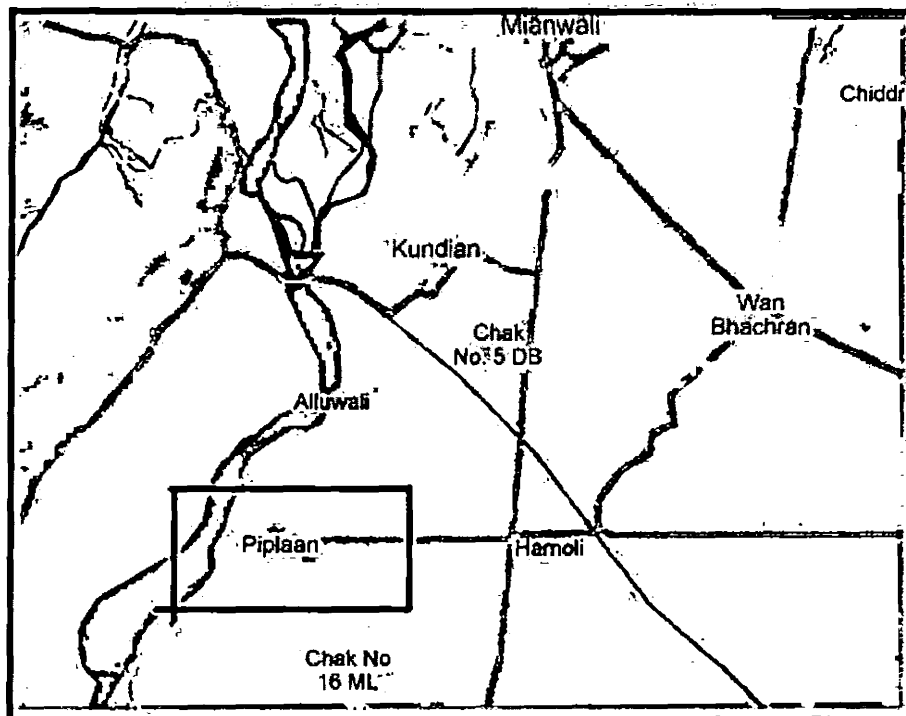 Mianwali
Chiddr
Kundian
Wan
Bhachran
Chak
No. 5 DB
Alluwali
Piplaan
Hamoli
Chak No
16 ML